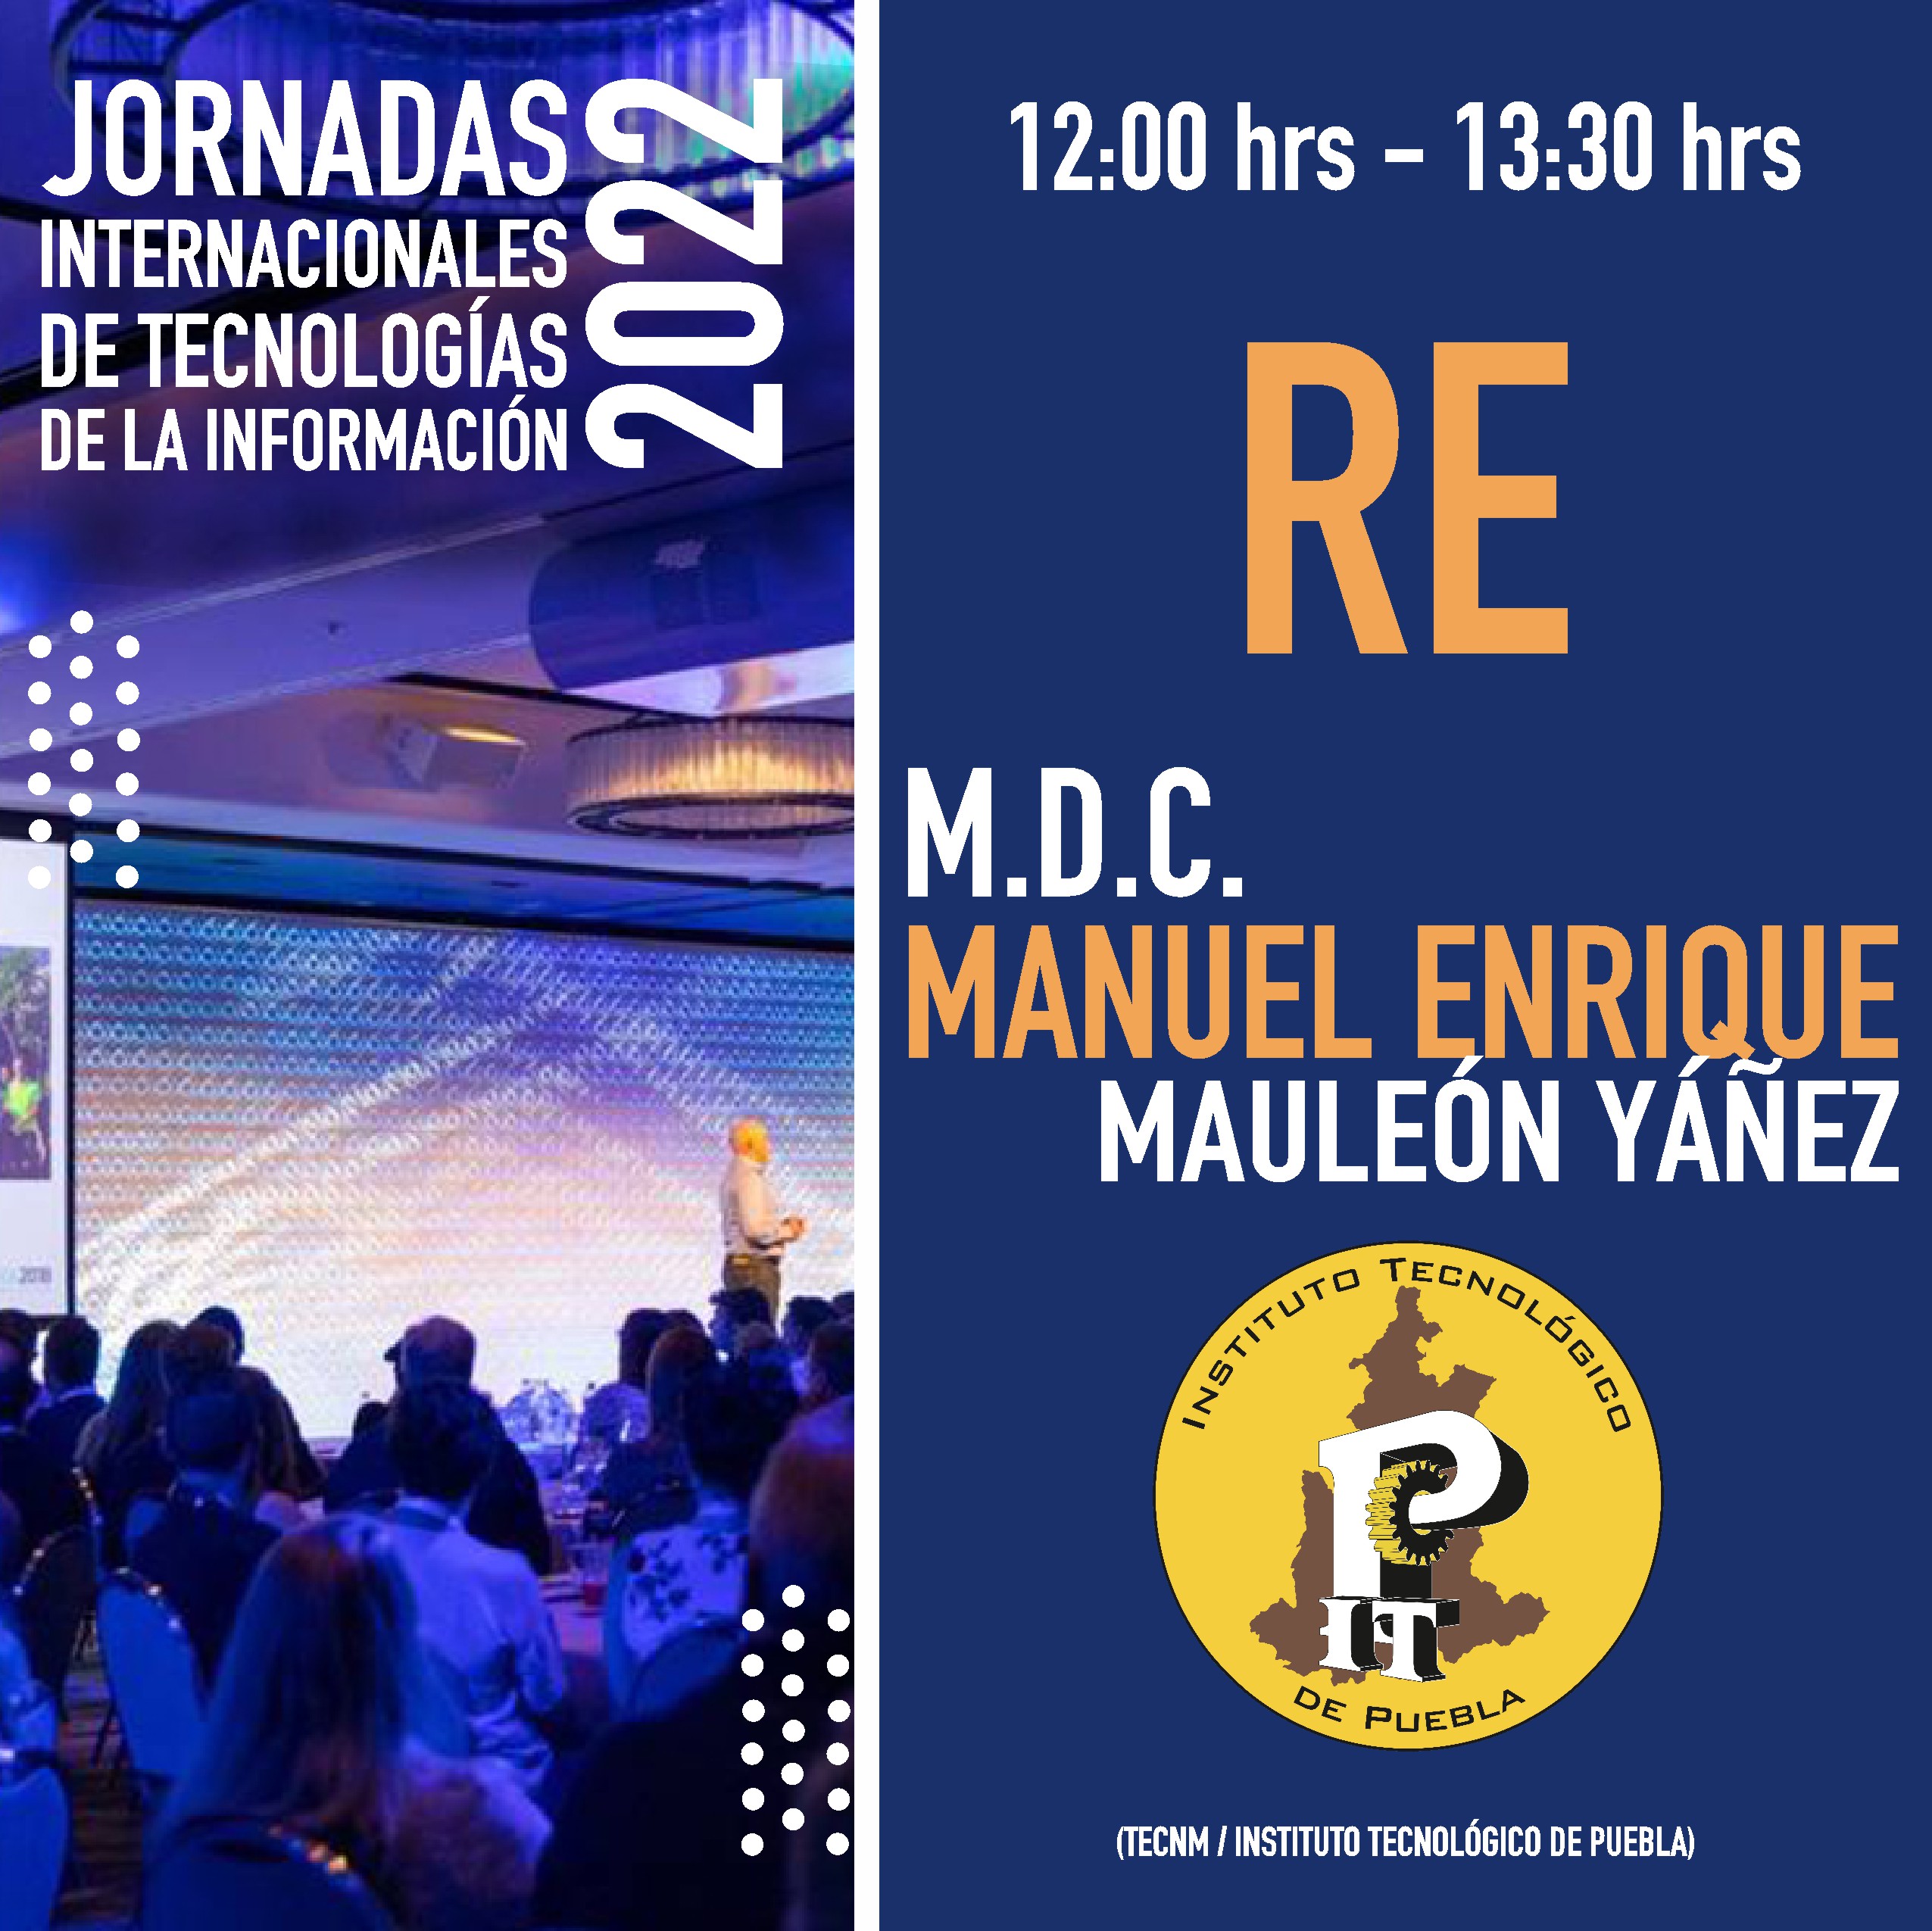 JORNADAS
INTERNACIONALES
DE TECNOLOGÍAS
DE LA INFORMACIÓN
2022
2018
12:00 hrs – 13:30 hrs
RE
M.D.C.
MANUEL ENRIQUE
MAULEÓN YÁÑEZ
INSTITUTO TECNOLÓGICO
P
IT
DE PUEBLA
(TECNM / INSTITUTO TECNOLÓGICO DE PUEBLA)